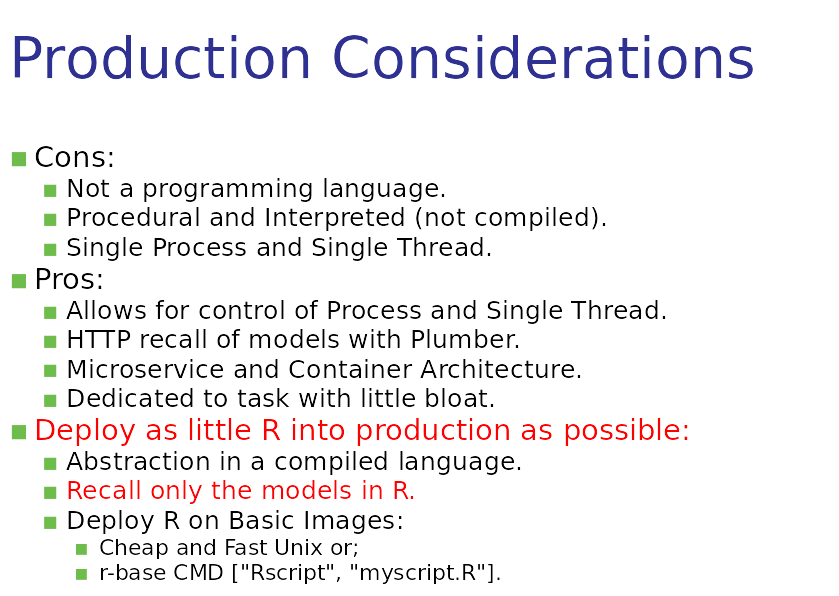 Production Considerations
Cons:
Not a programming language.
Procedural and Interpreted (not compiled).
Single Process and Single Thread.
Pros:
Allows for control of Process and Single Thread.
HTTP recall of models with Plumber.
Microservice and Container Architecture.
Dedicated to task with little bloat.
Deploy as little R into production as possible:
Abstraction in a compiled language.
Recall only the models in R.
Deploy R on Basic Images:
Cheap and Fast Unix or;
r-base CMD ["Rscript", "myscript.R"].